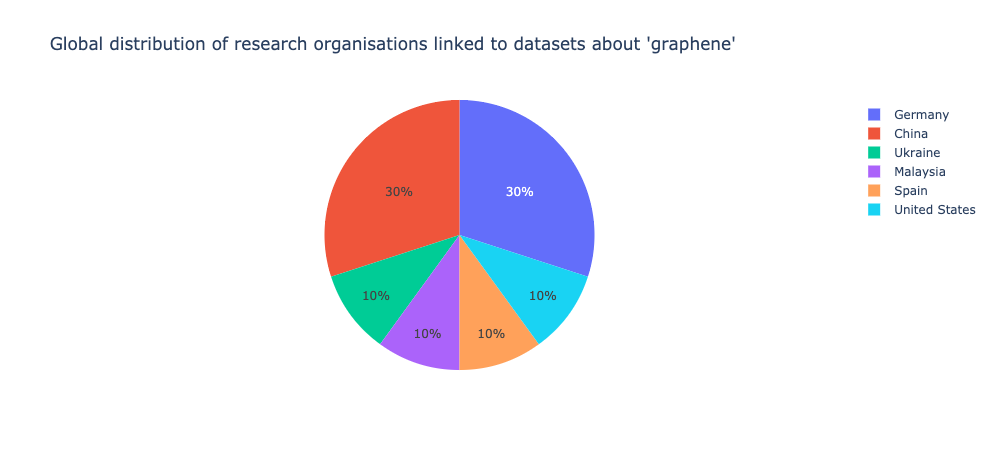 Global distribution of research organisations linked to datasets about 'graphene'
Germany
China
Ukraine
Malaysia
Spain
United States
30%
30%
10%
10%
10%
10%